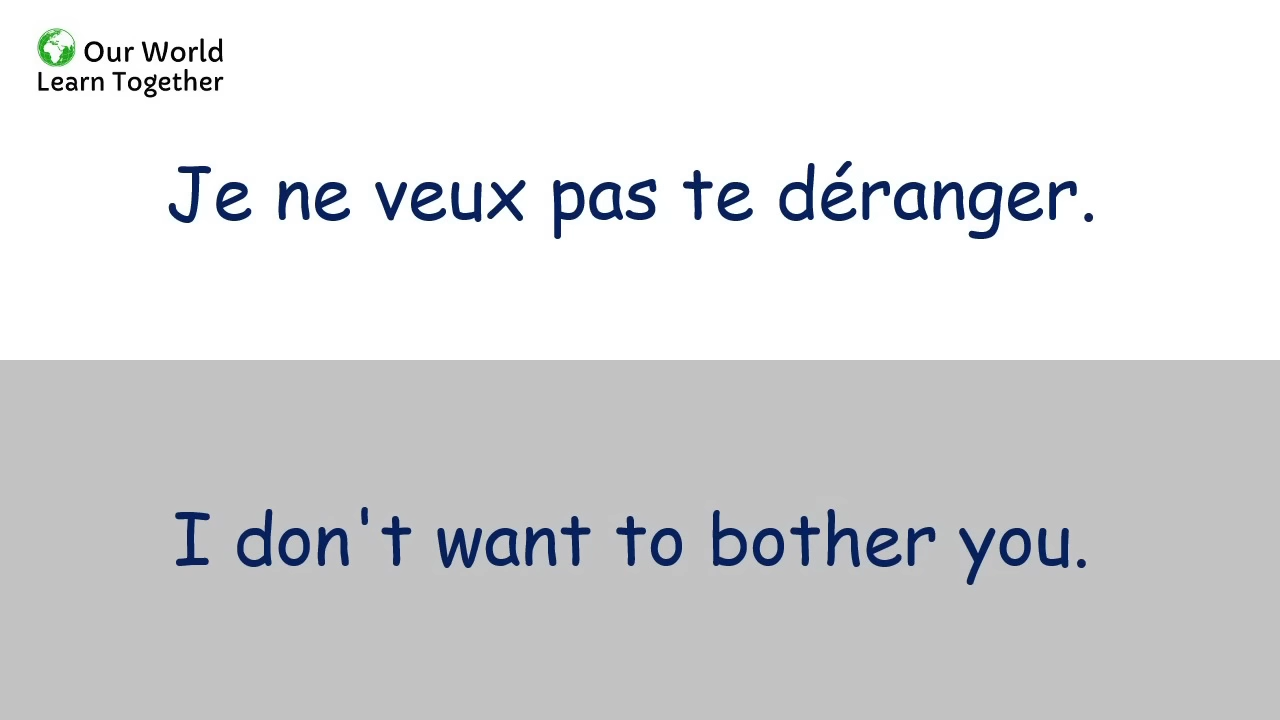 Our World
Learn Together
Je ne veux pas te déranger.
I don't want to bother you.